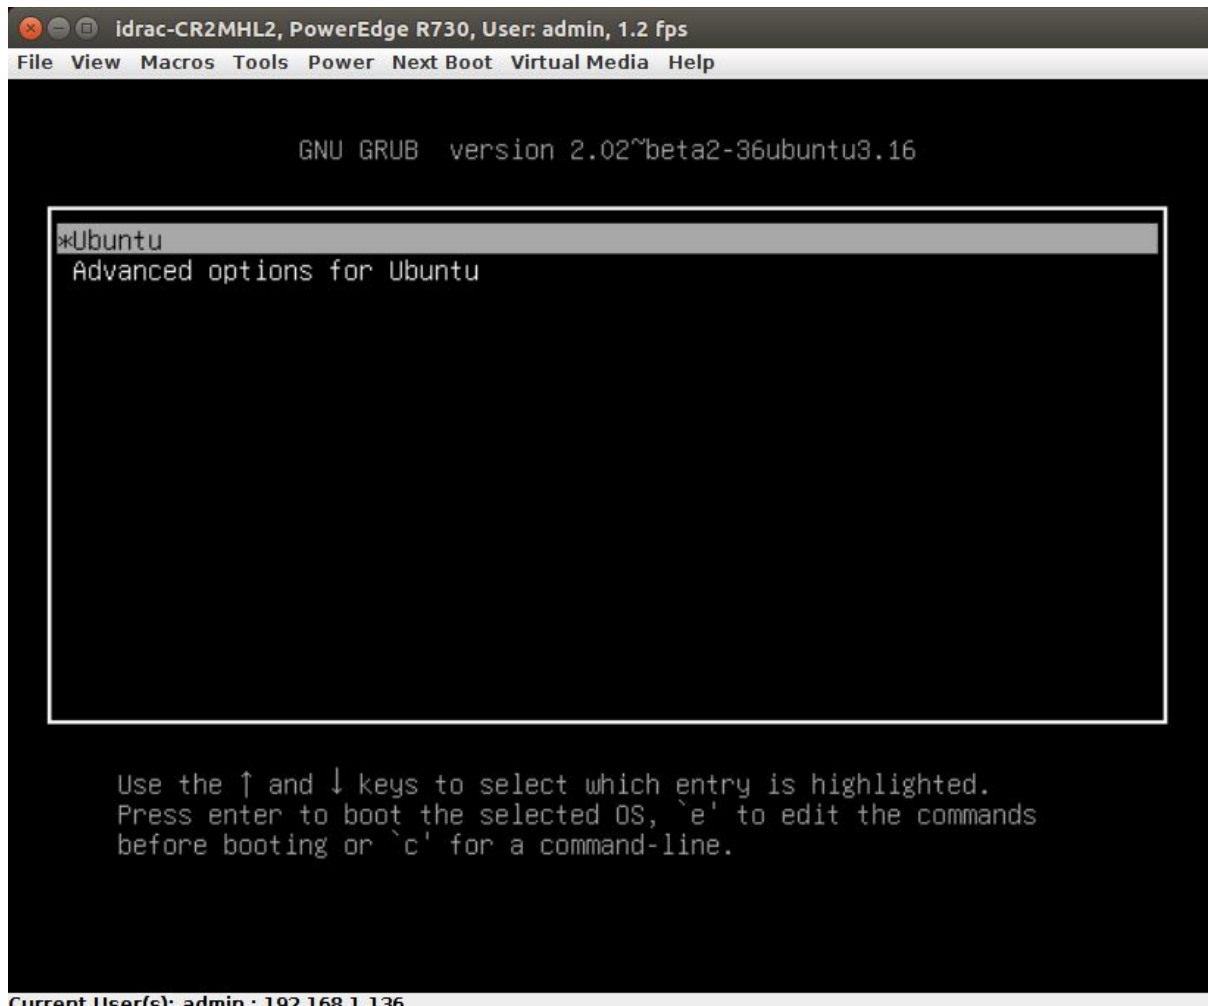 idrac-CR2MHL2, PowerEdge R730, User: admin, 1.2 fps
File View Macros Tools Power Next Boot Virtual Media Help
GNU GRUB version 2.02~beta2-36ubuntu3.16
*Ubuntu
Advanced options for Ubuntu
Use the ↑ and ↓ keys to select which entry is highlighted.
Press enter to boot the selected OS, `e' to edit the commands
before booting or `c' for a command-line.
Current User(s): admin : 192.168.1.136